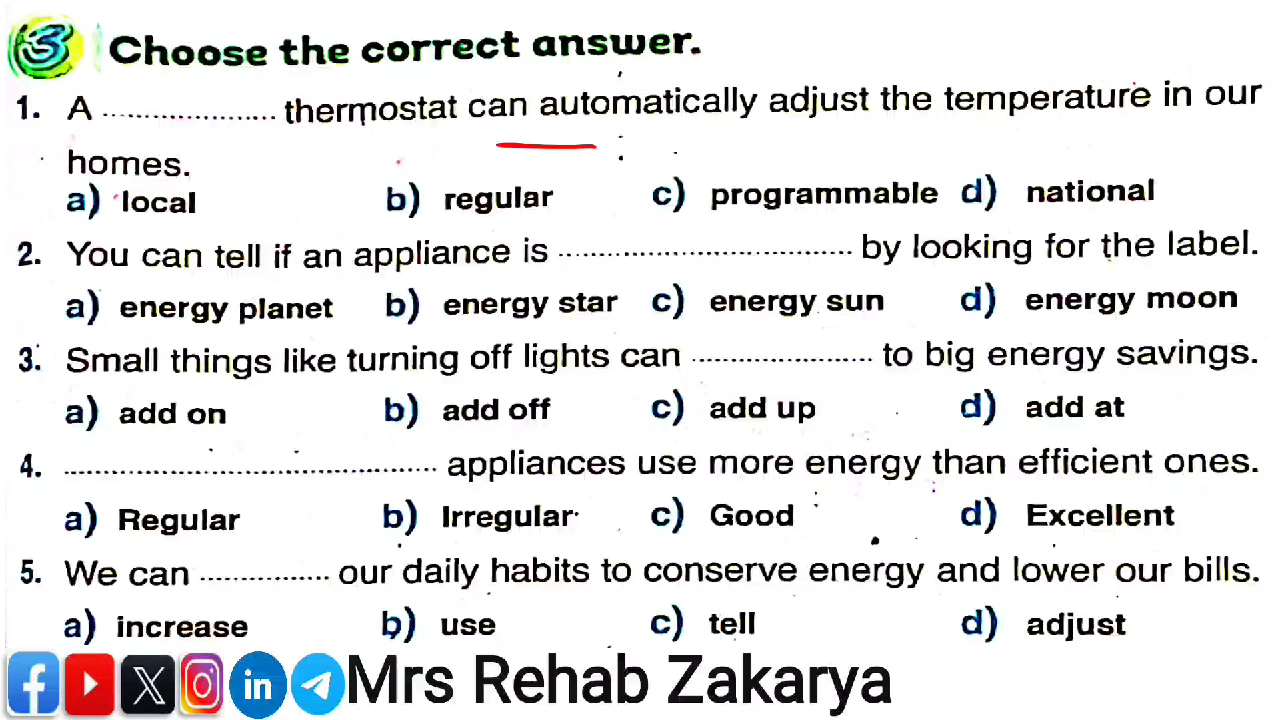 3 Choose the correct answer.
1. A .................... thermostat can automatically adjust the temperature in our
homes.
a) local b) regular c) programmable d) national
2. You can tell if an appliance is ................................ by looking for the label.
a) energy planet b) energy star c) energy sun d) energy moon
3. Small things like turning off lights can .................... to big energy savings.
a) add on b) add off c) add up d) add at
4. ........................................ appliances use more energy than efficient ones.
a) Regular b) Irregular c) Good d) Excellent
5. We can ............... our daily habits to conserve energy and lower our bills.
a) increase b) use c) tell d) adjust
Mrs Rehab Zakarya